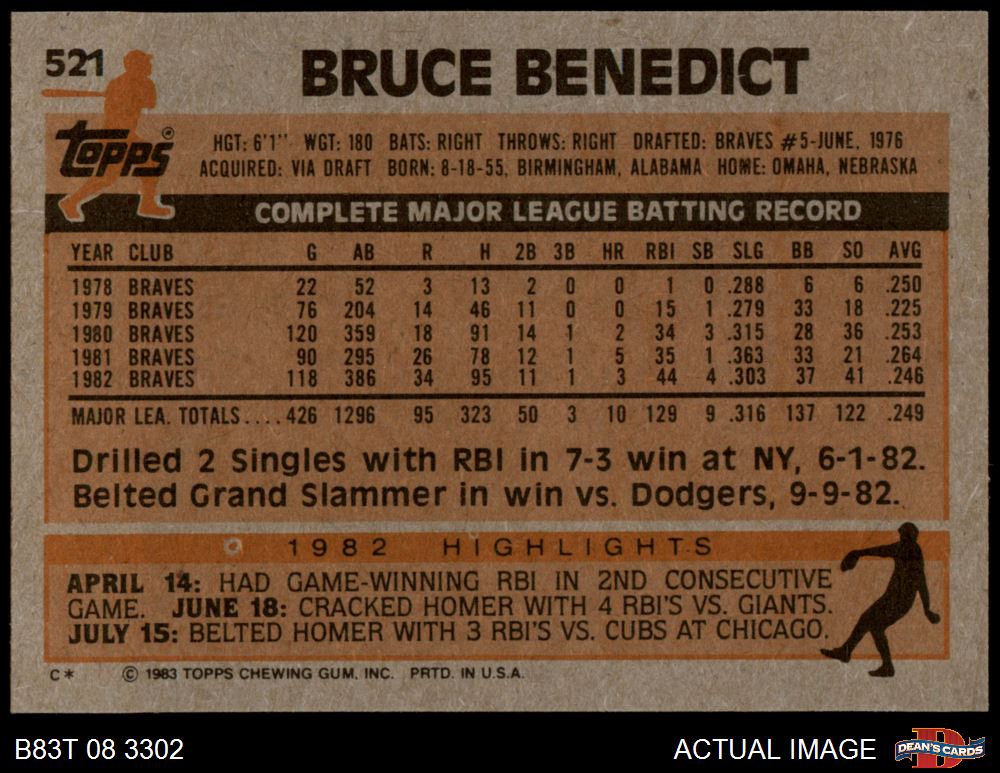 521
BRUCE BENEDICT
topps ®
HGT: 6'1'' WGT: 180 BATS: RIGHT THROWS: RIGHT DRAFTED: BRAVES #5-JUNE, 1976
ACQUIRED: VIA DRAFT BORN: 8-18-55, BIRMINGHAM, ALABAMA HOME: OMAHA, NEBRASKA
COMPLETE MAJOR LEAGUE BATTING RECORD
YEAR CLUB G AB R H 2B 3B HR RBI SB SLG BB SO AVG
1978 BRAVES 22 52 3 13 2 0 0 1 0 .288 6 6 .250
1979 BRAVES 76 204 14 46 11 0 0 15 1 .279 33 18 .225
1980 BRAVES 120 359 18 91 14 1 2 34 3 .315 28 36 .253
1981 BRAVES 90 295 26 78 12 1 5 35 1 .363 33 21 .264
1982 BRAVES 118 386 34 95 11 1 3 44 4 .303 37 41 .246
MAJOR LEA. TOTALS.... 426 1296 95 323 50 3 10 129 9 .316 137 122 .249
Drilled 2 Singles with RBI in 7-3 win at NY, 6-1-82.
Belted Grand Slammer in win vs. Dodgers, 9-9-82.
1982 HIGHLIGHTS
APRIL 14: HAD GAME-WINNING RBI IN 2ND CONSECUTIVE
GAME. JUNE 18: CRACKED HOMER WITH 4 RBI'S VS. GIANTS.
JULY 15: BELTED HOMER WITH 3 RBI'S VS. CUBS AT CHICAGO.
C* © 1983 TOPPS CHEWING GUM, INC. PRTD. IN U.S.A.
B83T 08 3302 ACTUAL IMAGE DEAN'S CARDS